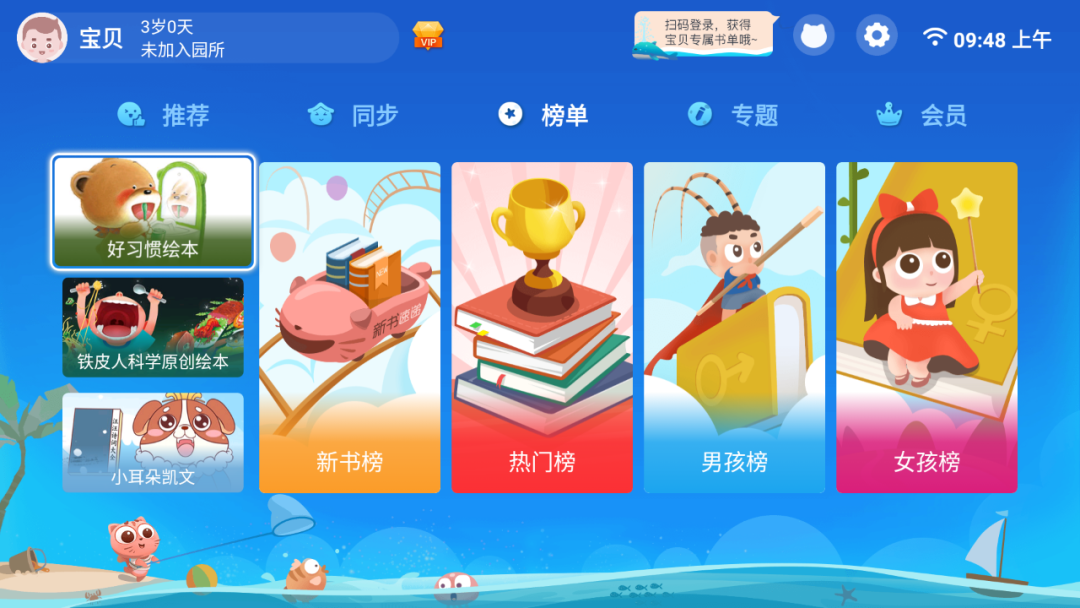 宝贝
3岁0天
未加入园所
VIP
扫码登录，获得
宝贝专属书单哦~
09:48 上午
推荐
同步
榜单
专题
会员
好习惯绘本
铁皮人科学原创绘本
小耳朵凯文
NEW
新书速递
新书榜
热门榜
男孩榜
女孩榜